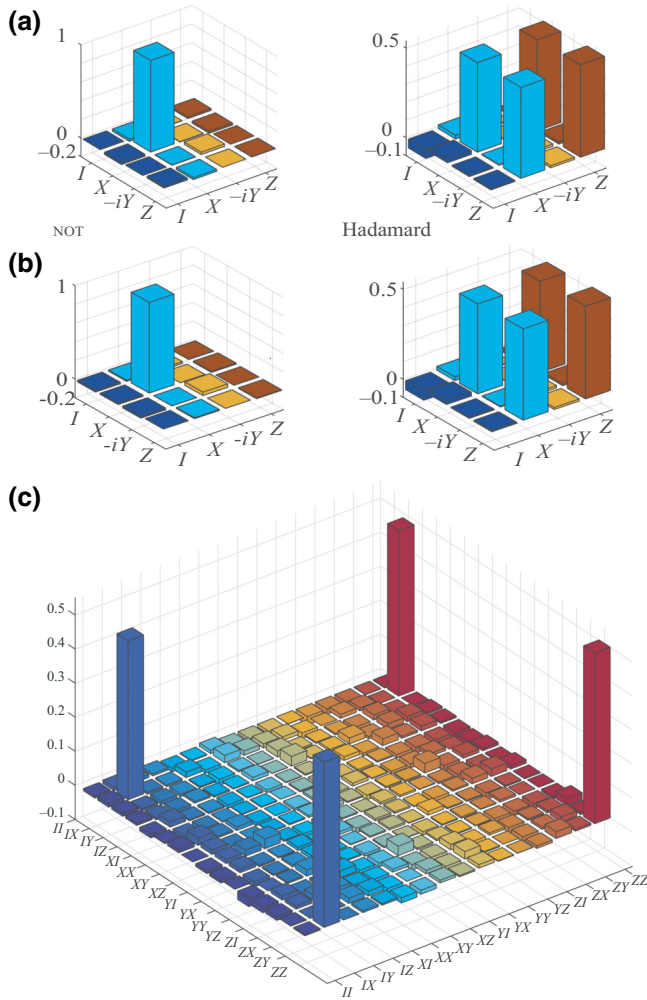 (a)
1
0
−0.2
I
X
−iY
Z
I
X
−iY
Z
NOT
0.5
0
−0.1
I
X
−iY
Z
I
X
−iY
Z
Hadamard
(b)
1
0
-0.2
I
X
-iY
Z
I
X
-iY
Z
0.5
0
−0.1
I
X
−iY
Z
I
X
−iY
Z
(c)
0.5
0.4
0.3
0.2
0.1
0
−0.1
II
IX
IY
IZ
XI
XX
XY
XZ
YI
YX
YY
YZ
ZI
ZX
ZY
ZZ
II
IX
IY
IZ
XI
XX
XY
XZ
YI
YX
YY
YZ
ZI
ZX
ZY
ZZ